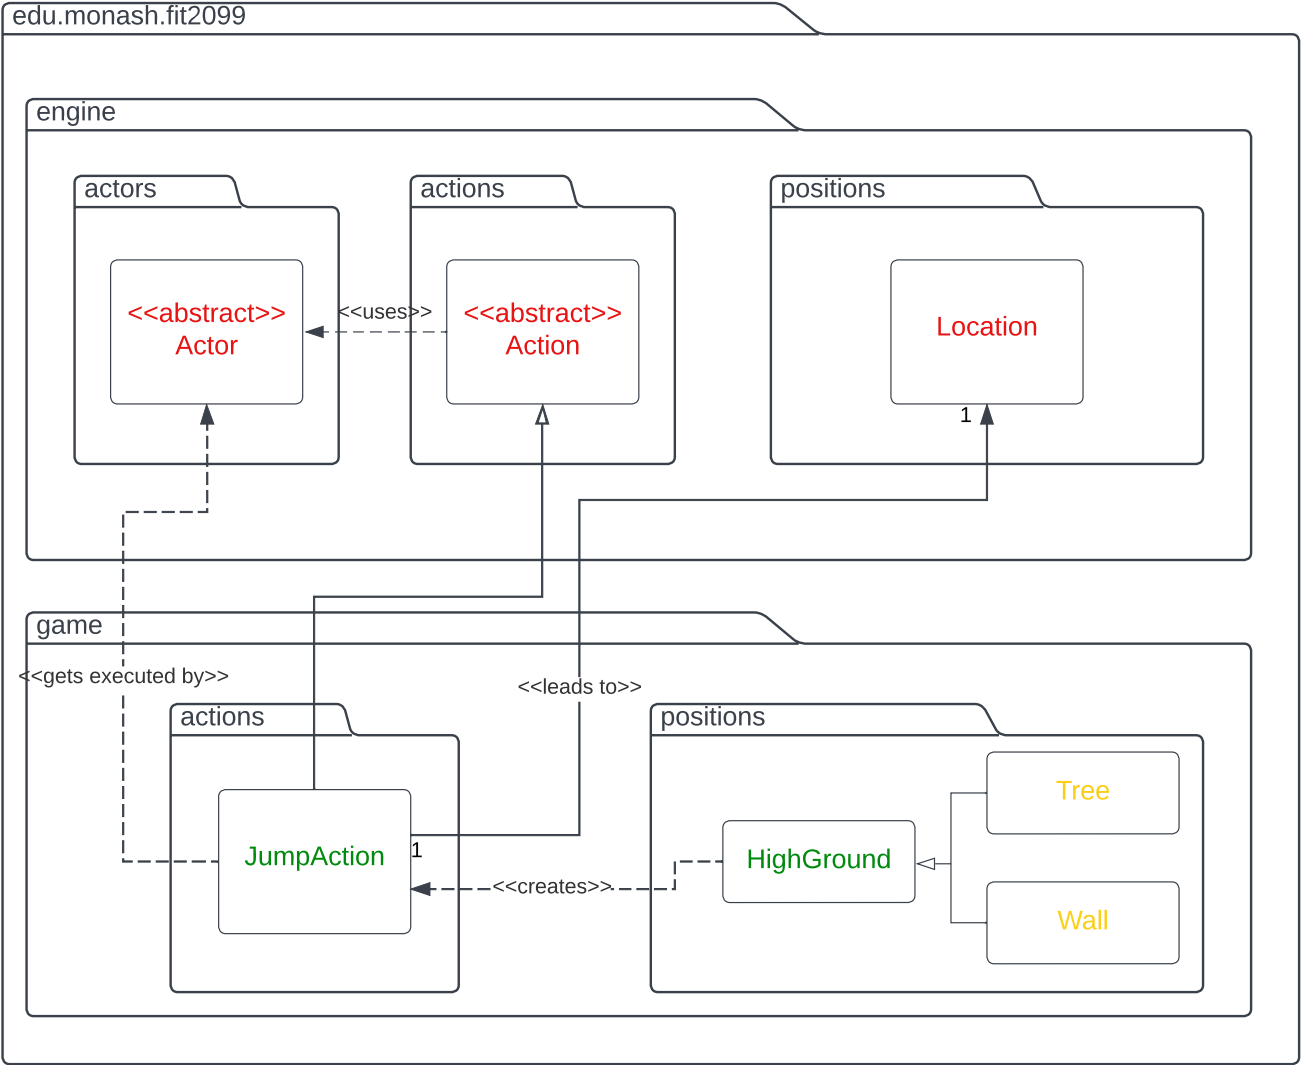 edu.monash.fit2099
engine
actors
actions
positions
<<abstract>>
Actor
<<uses>>
<<abstract>>
Action
Location
1
game
<<gets executed by>>
<<leads to>>
actions
positions
JumpAction
1
<<creates>>
HighGround
Tree
Wall